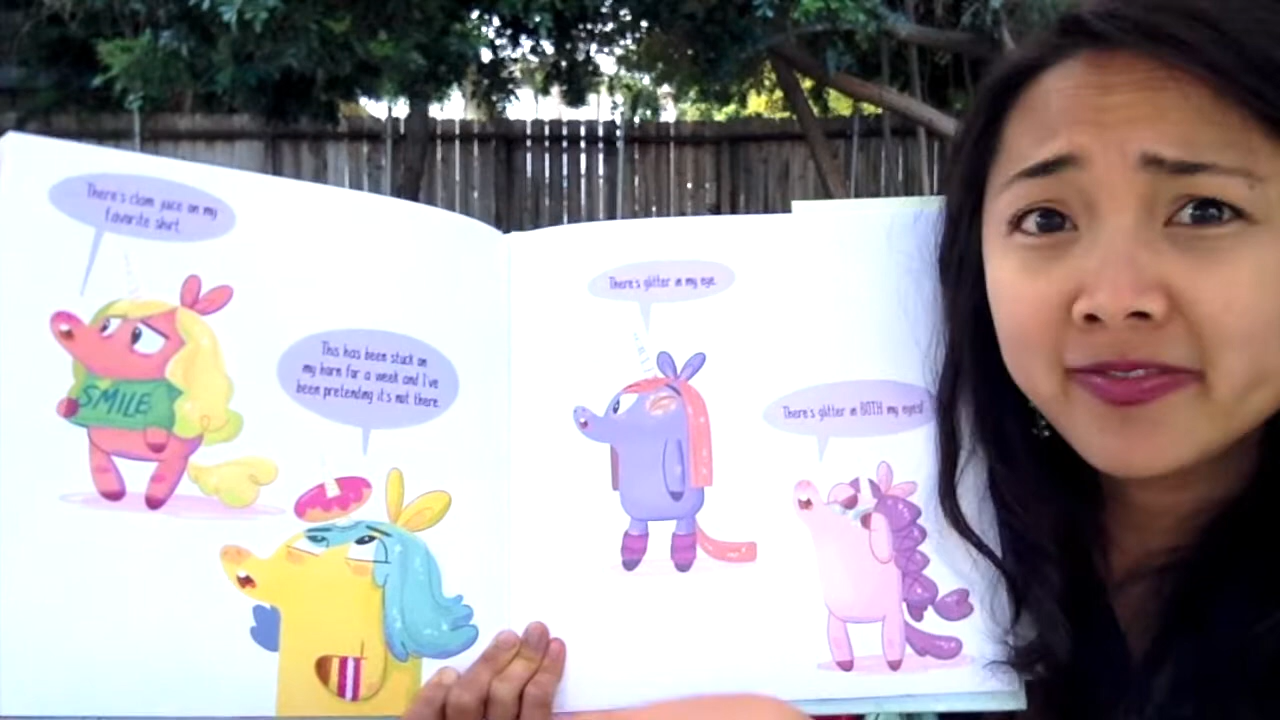 There's clam juice on my
favorite shirt.
SMILE
This has been stuck on
my horn for a week and I've
been pretending it's not there.
There's glitter in my eye.
There's glitter in BOTH my eyes!